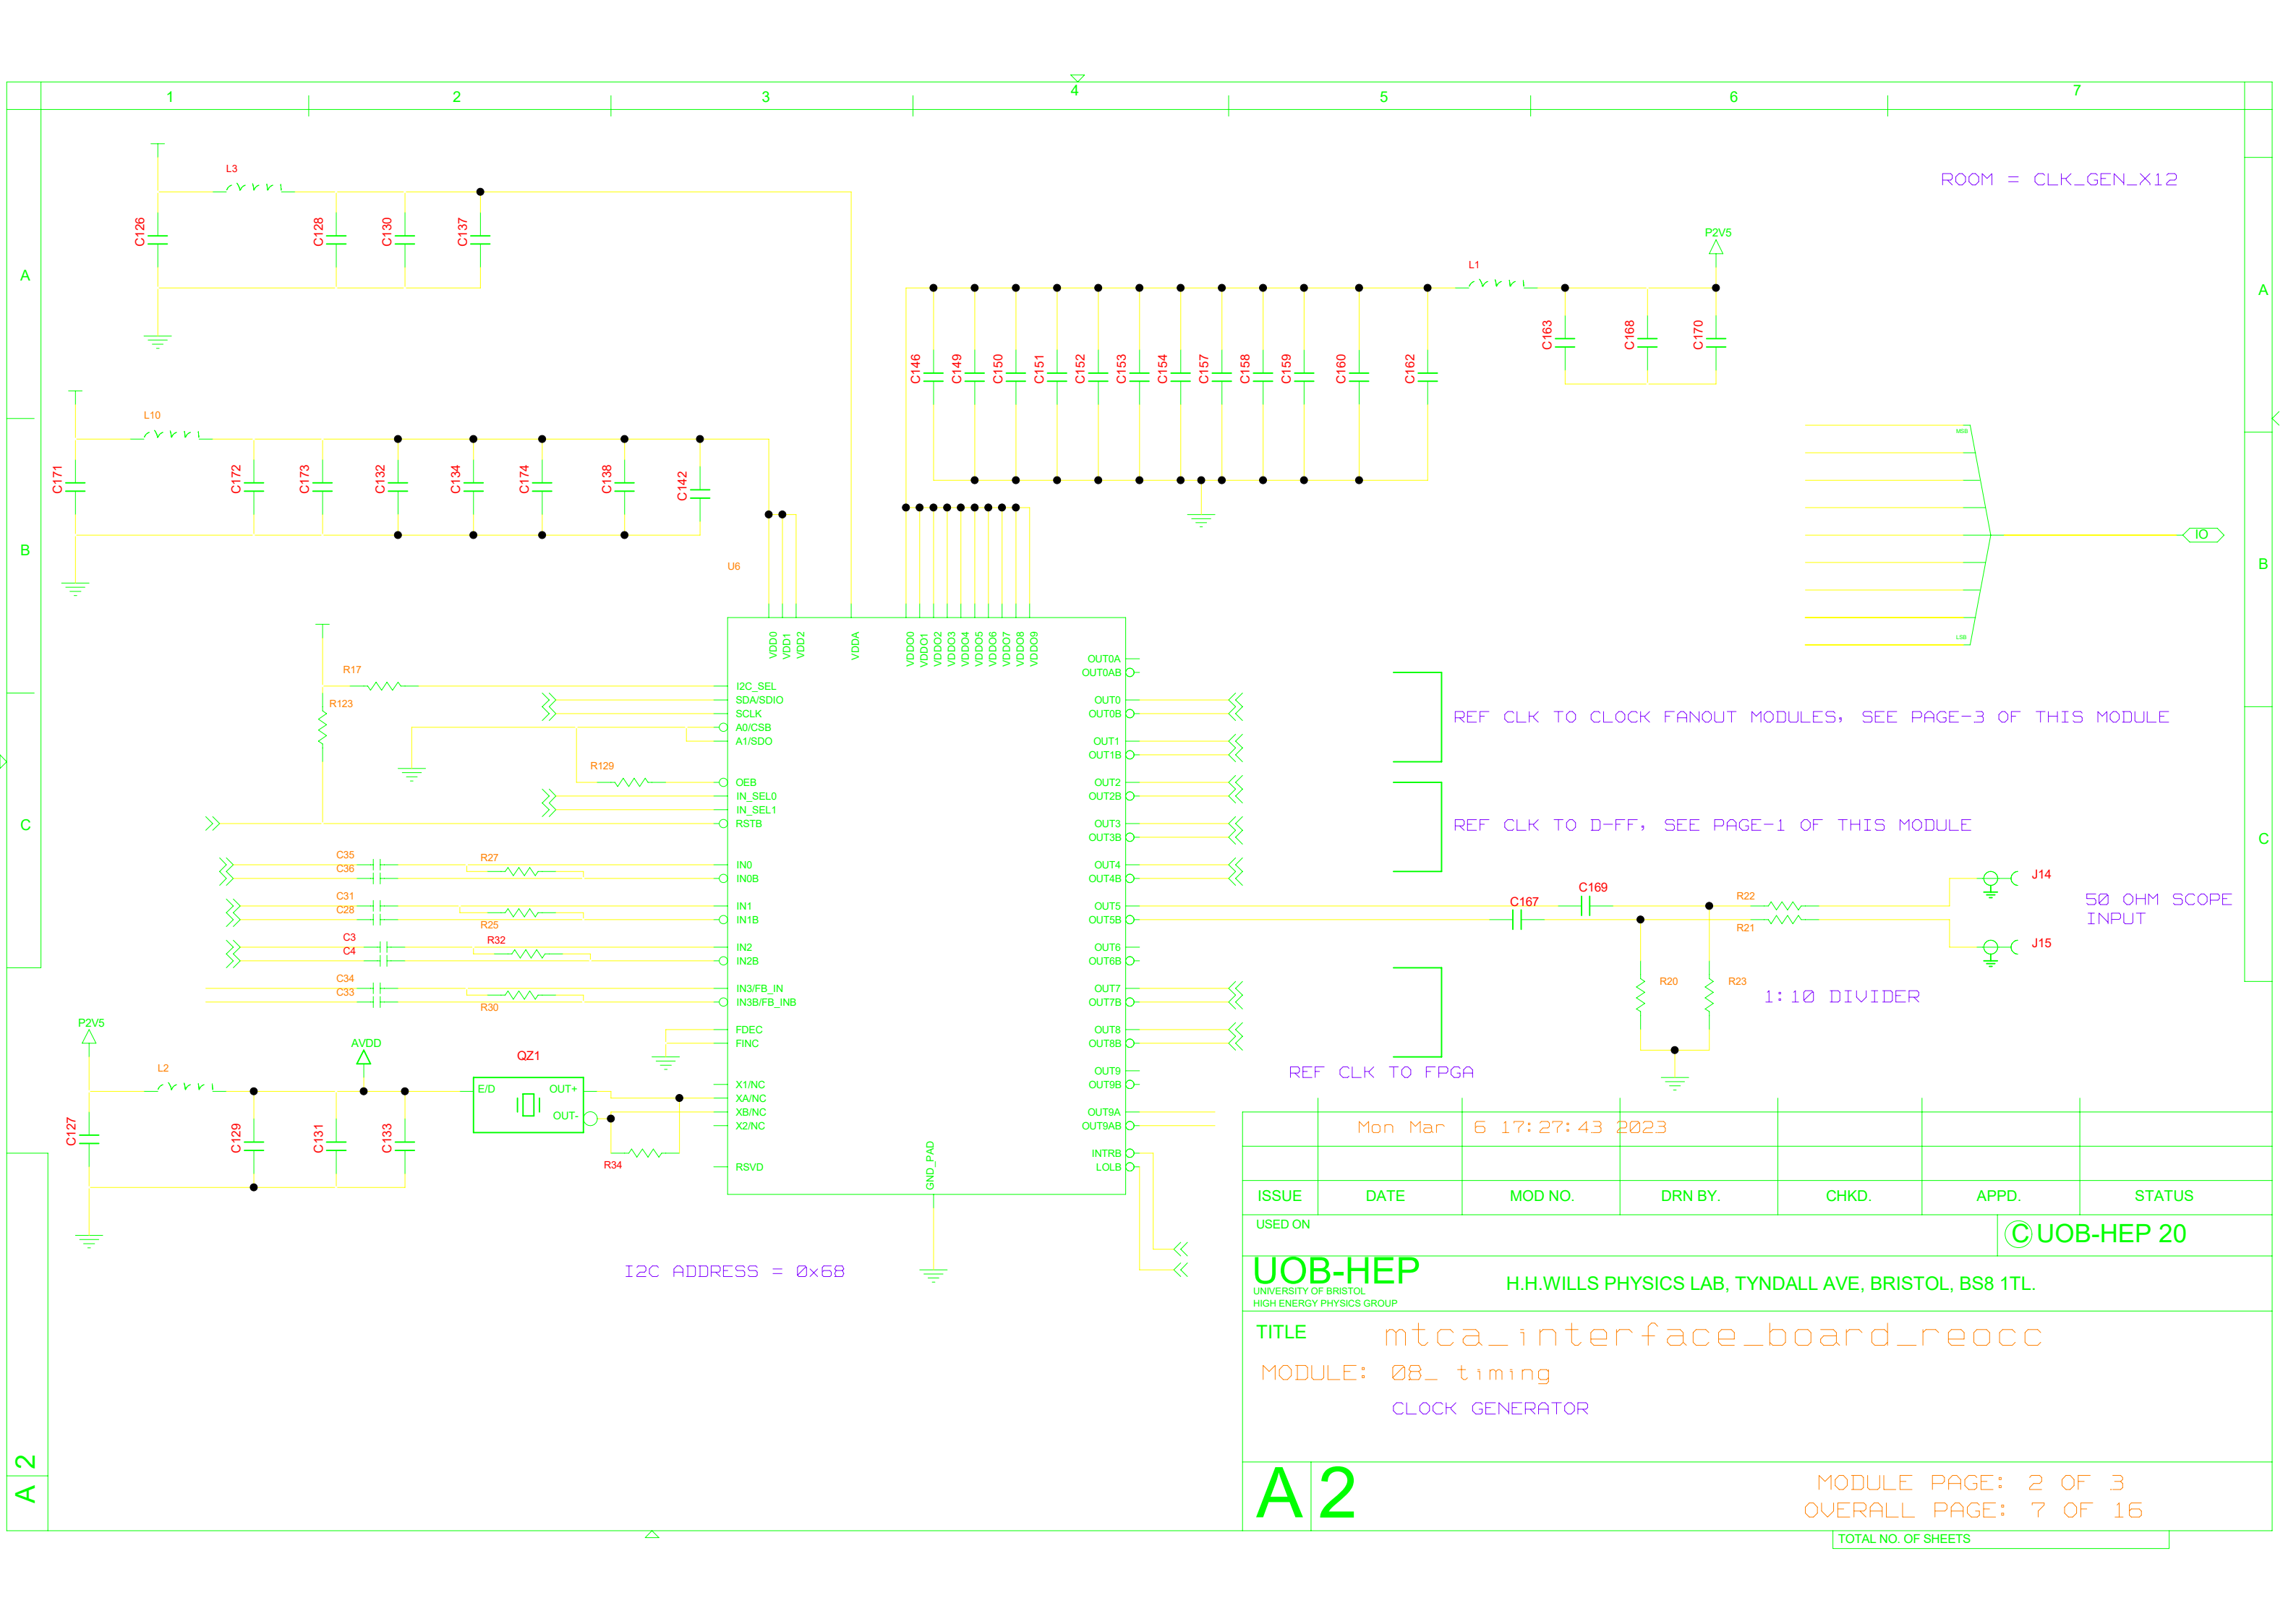 1 2 3 4 5 6 7
ROOM = CLK_GEN_X12
L3
C126 C128 C130 C137
P2V5
L1
A A
C163 C168 C170
C146 C149 C150 C151 C152 C153 C154 C157 C158 C159 C160 C162
L10
MSB
C171 C172 C173 C132 C134 C174 C138 C142
IO
B B
U6
LSB
VDD0 VDD1 VDD2 VDDA VDDO0 VDDO1 VDDO2 VDDO3 VDDO4 VDDO5 VDDO6 VDDO7 VDDO8 VDDO9
OUT0A
OUT0AB
R17
I2C_SEL
R123
SDA/SDIO OUT0
SCLK OUT0B
REF CLK TO CLOCK FANOUT MODULES, SEE PAGE-3 OF THIS MODULE
A0/CSB
A1/SDO OUT1
OUT1B
R129
OEB OUT2
IN_SEL0 OUT2B
IN_SEL1
C RSTB OUT3 C
REF CLK TO D-FF, SEE PAGE-1 OF THIS MODULE
OUT3B
C35 R27
IN0 OUT4
C36
IN0B OUT4B
J14
C169
C31 R22
C167
50 OHM SCOPE
INPUT
IN1 OUT5
C28
IN1B OUT5B
R25 R21
C3 R32
J15
IN2 OUT6
C4
IN2B OUT6B
C34 R20 R23
IN3/FB_IN OUT7
C33
1:10 DIVIDER
IN3B/FB_INB OUT7B
R30
P2V5
FDEC OUT8
FINC OUT8B
AVDD
QZ1
L2
REF CLK TO FPGA
OUT9
E/D OUT+
X1/NC OUT9B
XA/NC
XB/NC OUT9A
OUT-
X2/NC OUT9AB
C127 C129 C131 C133
Mon Mar 6 17:27:43 2023
INTRB
R34
RSVD GND_PAD LOLB
ISSUE DATE MOD NO. DRN BY. CHKD. APPD. STATUS
USED ON
© UOB-HEP 20
I2C ADDRESS = 0x68
UOB-HEP
UNIVERSITY OF BRISTOL
HIGH ENERGY PHYSICS GROUP
H.H.WILLS PHYSICS LAB, TYNDALL AVE, BRISTOL, BS8 1TL.
TITLE mtca_interface_board_reocc
MODULE: 08_ timing
CLOCK GENERATOR
A 2
A 2
MODULE PAGE: 2 OF 3
OVERALL PAGE: 7 OF 16
TOTAL NO. OF SHEETS